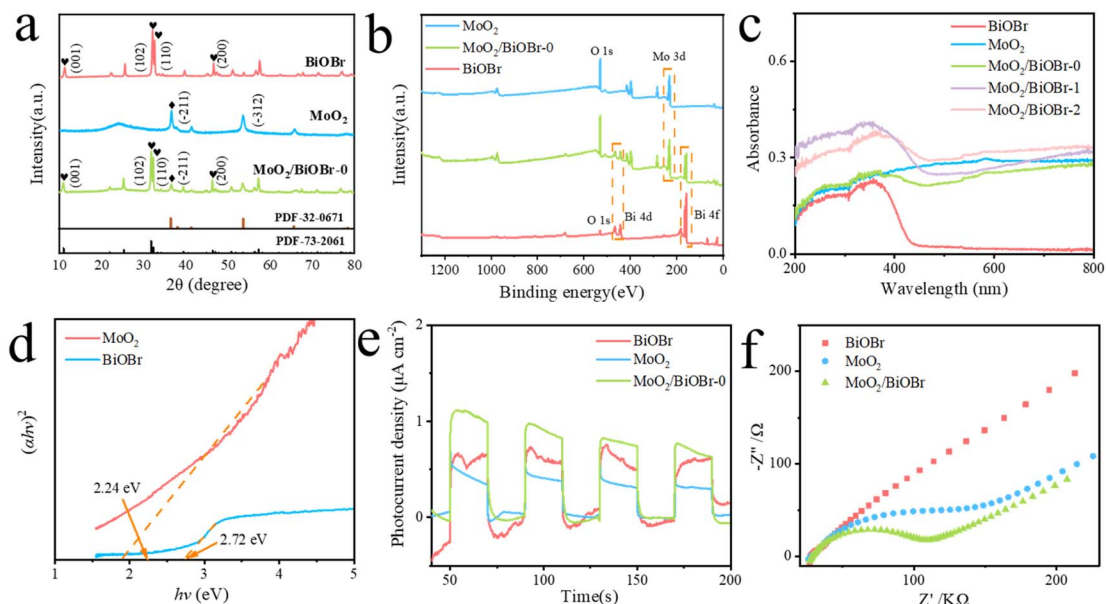 a
Intensity(a.u.)
(001)
(102)
(110)
(200)
BiOBr
(-211)
(-312)
MoO2
(001)
(102)
(110)
(-211)
(200)
MoO2/BiOBr-0
PDF-32-0671
PDF-73-2061
10 20 30 40 50 60 70 80
2θ (degree)
b
Intensity(a.u.)
MoO2
MoO2/BiOBr-0
BiOBr
O 1s
Mo 3d
O 1s
Bi 4d
Bi 4f
1200 1000 800 600 400 200 0
Binding energy(eV)
c
Absorbance
0.6
0.3
0.0
BiOBr
MoO2
MoO2/BiOBr-0
MoO2/BiOBr-1
MoO2/BiOBr-2
200 400 600 800
Wavelength (nm)
d
(αhν)2
MoO2
BiOBr
2.24 eV
2.72 eV
1 2 3 4 5
hν (eV)
e
Photocurrent density (μA cm-2)
2
1
0
BiOBr
MoO2
MoO2/BiOBr-0
50 100 150 200
Time(s)
f
-Z''/Ω
200
100
0
BiOBr
MoO2
MoO2/BiOBr
50 100 150 200
Z' /KΩ